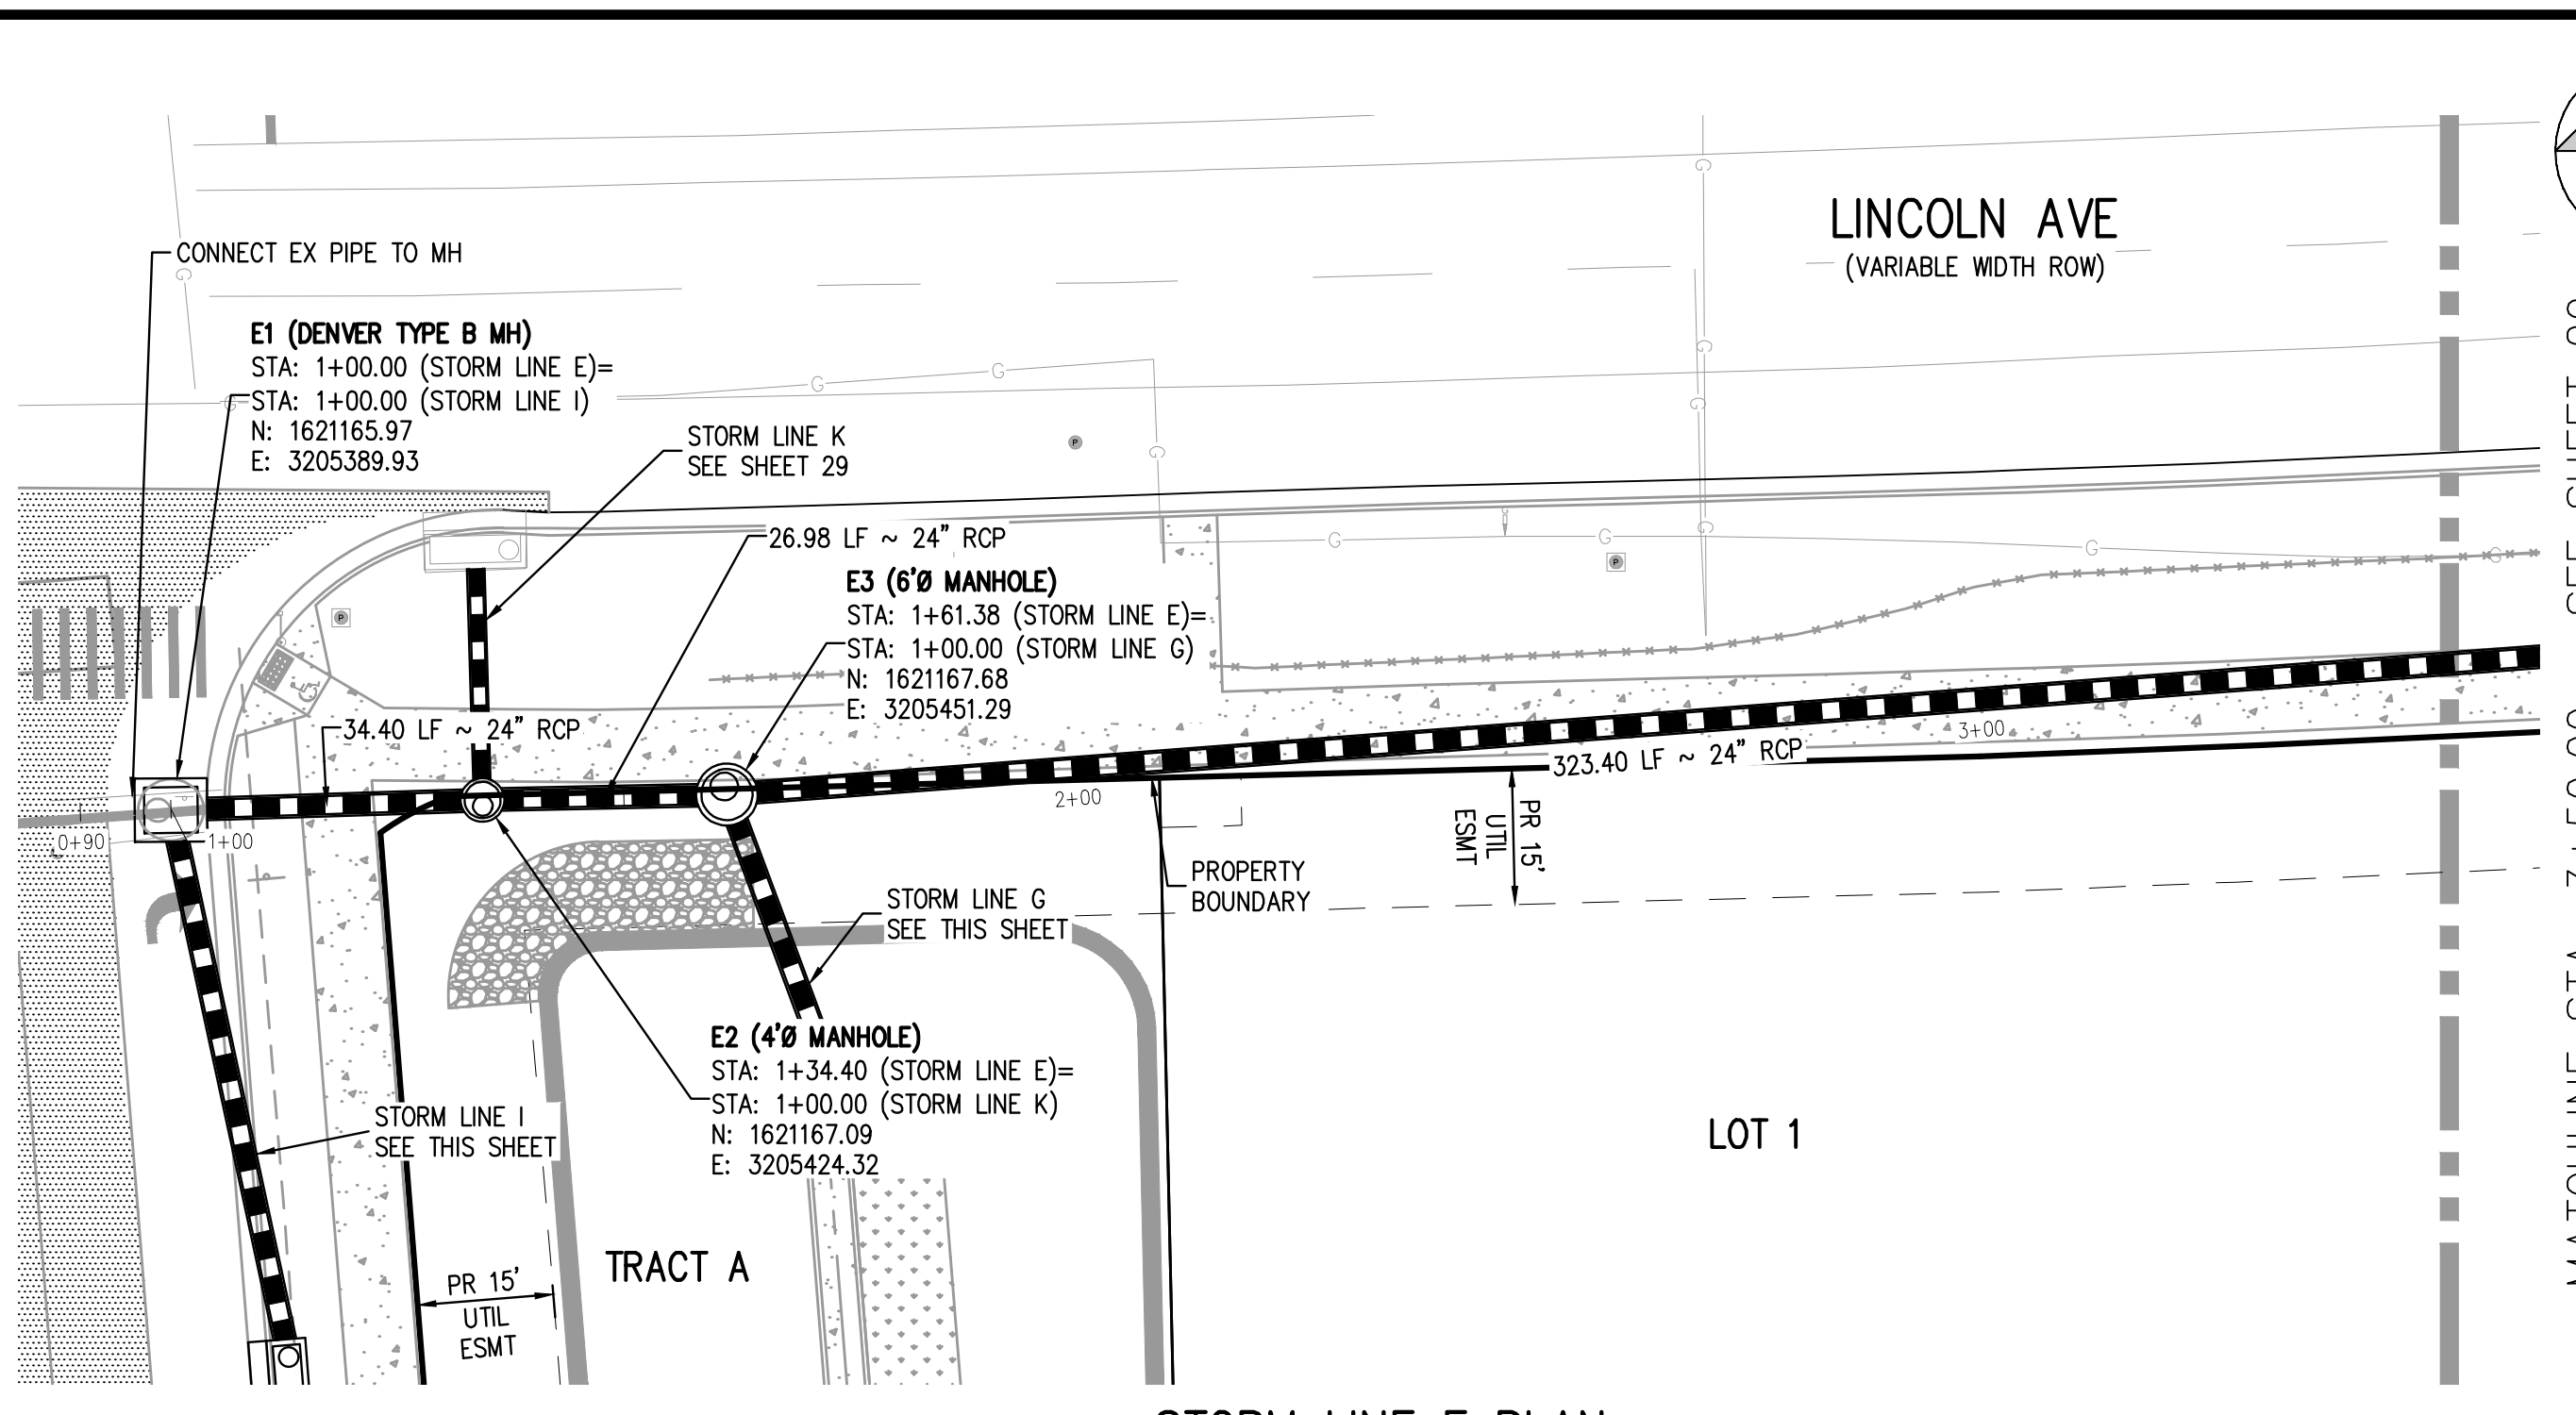 LINCOLN AVE
(VARIABLE WIDTH ROW)
CONNECT EX PIPE TO MH
G
E1 (DENVER TYPE B MH)
STA: 1+00.00 (STORM LINE E)=
STA: 1+00.00 (STORM LINE I)
N: 1621165.97
E: 3205389.93
G
G
G
G
G
G
G
P
G
STORM LINE K
SEE SHEET 29
26.98 LF ~ 24” RCP
G
G
G
G
G
G
P
P
E3 (6'Ø MANHOLE)
STA: 1+61.38 (STORM LINE E)=
STA: 1+00.00 (STORM LINE G)
N: 1621167.68
E: 3205451.29
34.40 LF ~ 24” RCP
3+00
323.40 LF ~ 24” RCP
2+00
0+90
1+00
PR 15'
UTIL
ESMT
PROPERTY
BOUNDARY
STORM LINE G
SEE THIS SHEET
E2 (4'Ø MANHOLE)
STA: 1+34.40 (STORM LINE E)=
STA: 1+00.00 (STORM LINE K)
N: 1621167.09
E: 3205424.32
STORM LINE I
SEE THIS SHEET
LOT 1
TRACT A
PR 15'
UTIL
ESMT
STORM LINE E PLAN